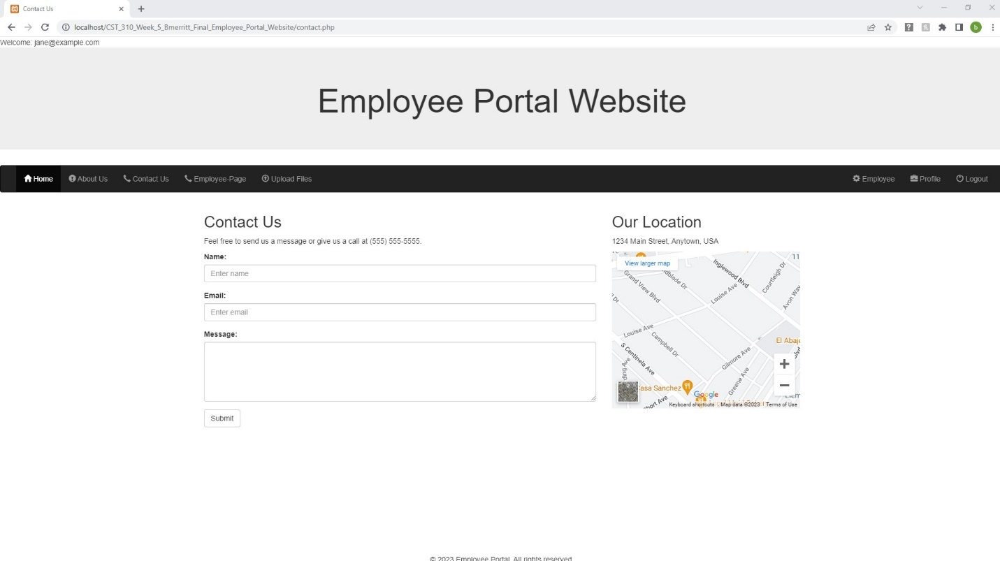 Contact Us
localhost/CST_310_Week_5_Bmerritt_Final_Employee_Portal_Website/contact.php
b
Welcome: jane@example.com
Employee Portal Website
Home About Us Contact Us Employee-Page Upload Files Employee Profile Logout
Contact Us
Feel free to send us a message or give us a call at (555) 555-5555.
Name:
Enter name
Email:
Enter email
Message:
Submit
Our Location
1234 Main Street, Anytown, USA
View larger map
11
Inglewood Blvd
Courtleigh Dr
ndblade Dr
Grand View Blvd
Louise Ave
Avon Way
Dr
Louise Ave
Campbell Dr
El Abaje
S Centinela Ave
Gilmore Ave
Greene Ave
Casa Sanchez
Google
Keyboard shortcuts Map data ©2023 Terms of Use
© 2023 Employee Portal. All rights reserved.